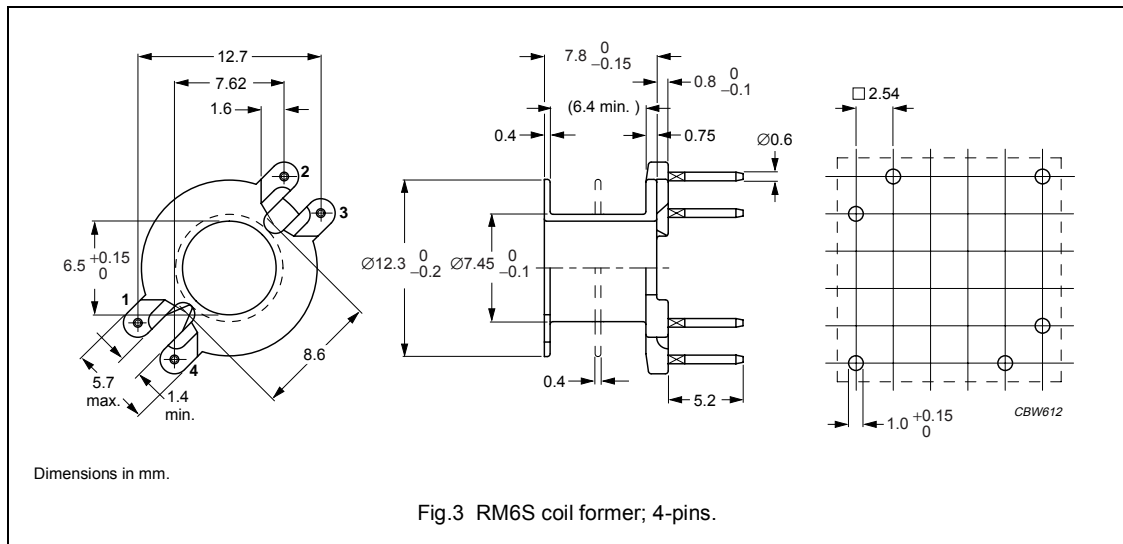 12.7
7.62
1.6
2
3
6.5 +0.15 0
1
4
5.7 max.
1.4 min.
8.6
7.8 0 −0.15
0.8 0 −0.1
(6.4 min. )
0.4
0.75
Ø12.3 0 −0.2
Ø7.45 0 −0.1
0.4
5.2
Ø0.6
□ 2.54
1.0 +0.15 0
CBW612
Dimensions in mm.
Fig.3 RM6S coil former; 4-pins.